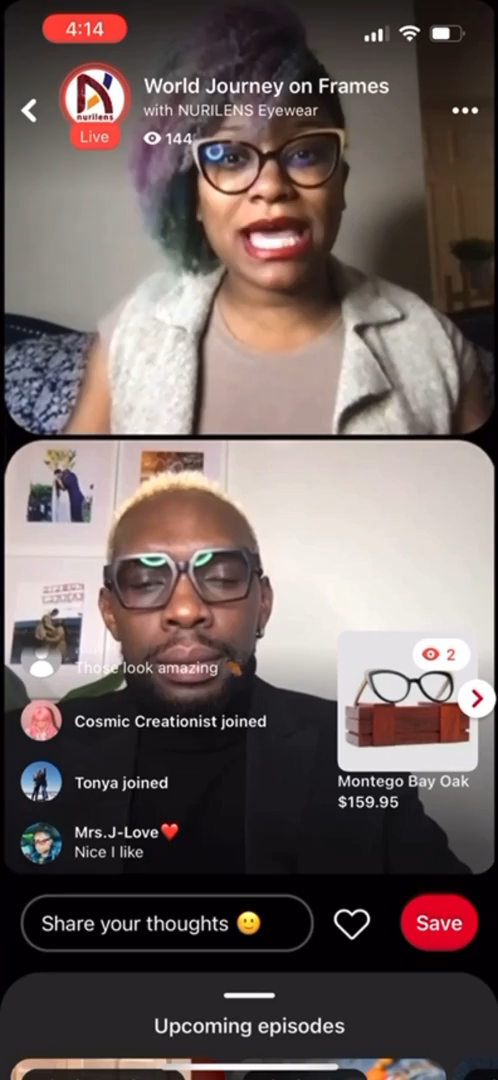 4:14
World Journey on Frames
nurilens
with NURILENS Eyewear
Live
144
2
Those look amazing
Cosmic Creationist joined
Montego Bay Oak
Tonya joined
$159.95
Mrs.J-Love❤️
Nice I like
Share your thoughts 🙂
Save
Upcoming episodes